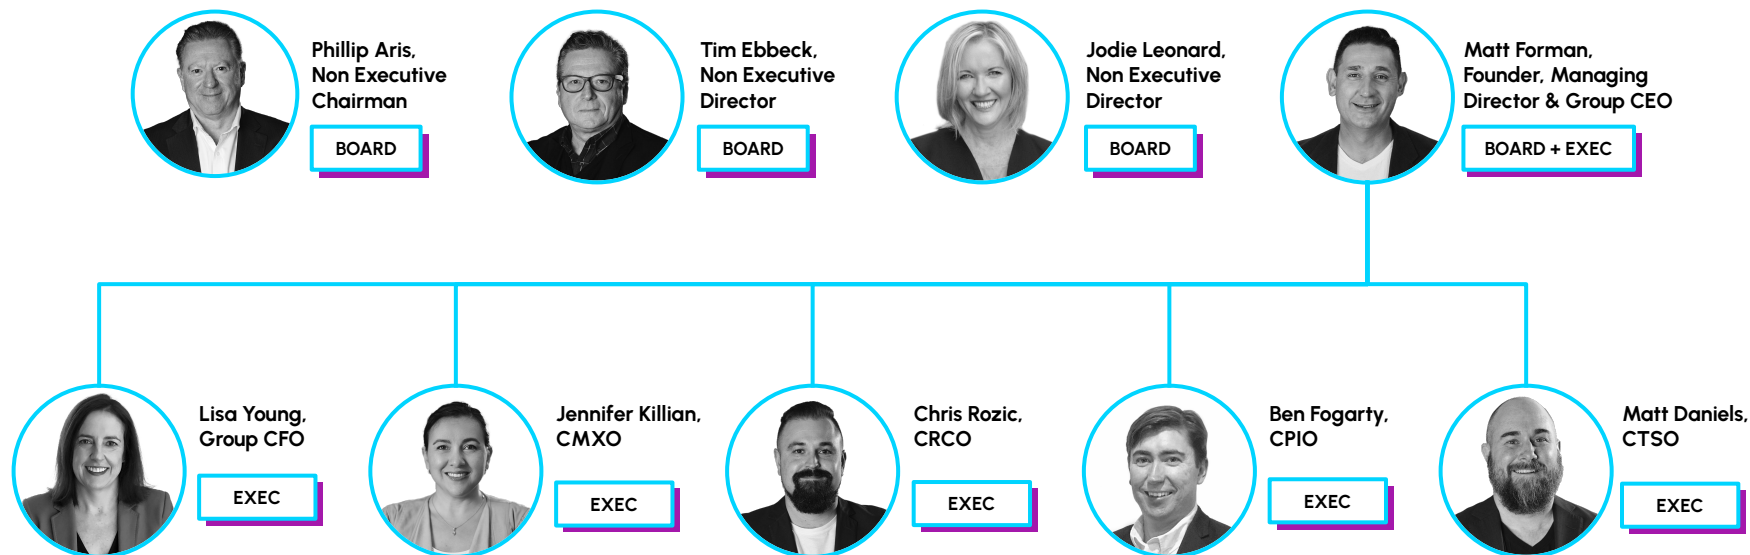 Phillip Aris,
Non Executive
Chairman
BOARD
Tim Ebbeck,
Non Executive
Director
BOARD
Jodie Leonard,
Non Executive
Director
BOARD
Matt Forman,
Founder, Managing
Director & Group CEO
BOARD + EXEC
Lisa Young,
Group CFO
EXEC
Jennifer Killian,
CMXO
EXEC
Chris Rozic,
CRCO
EXEC
Ben Fogarty,
CPIO
EXEC
Matt Daniels,
CTSO
EXEC